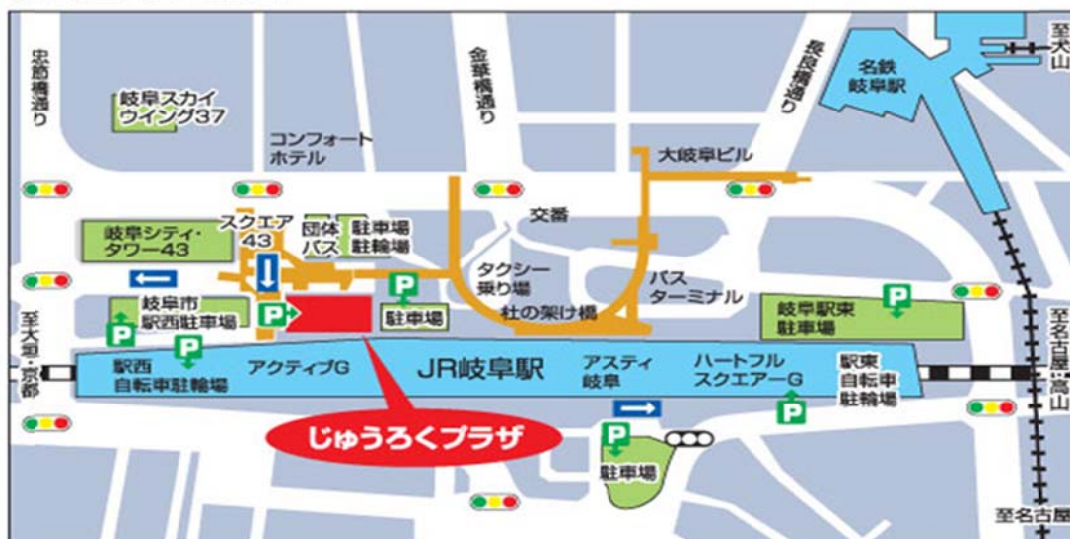 忠節橋通り
金華橋通り
長良橋通り
至犬山
名鉄
岐阜駅
岐阜スカイ
ウイング37
コンフォート
ホテル
大岐阜ビル
交番
スクエア
43
団体
バス
駐車場
駐輪場
岐阜シティ・
タワー43
タクシー
乗り場
バス
ターミナル
杜の架け橋
P
岐阜市
駅西駐車場
P
P
駐車場
P
岐阜駅東
駐車場
P
至大垣・京都
至名古屋・高山
駅西
自転車駐輪場
P
アクティブG
JR岐阜駅
アスティ
岐阜
ハートフル
スクエアーG
駅東
自転車
駐輪場
P
じゅうろくプラザ
P
駐車場
至名古屋